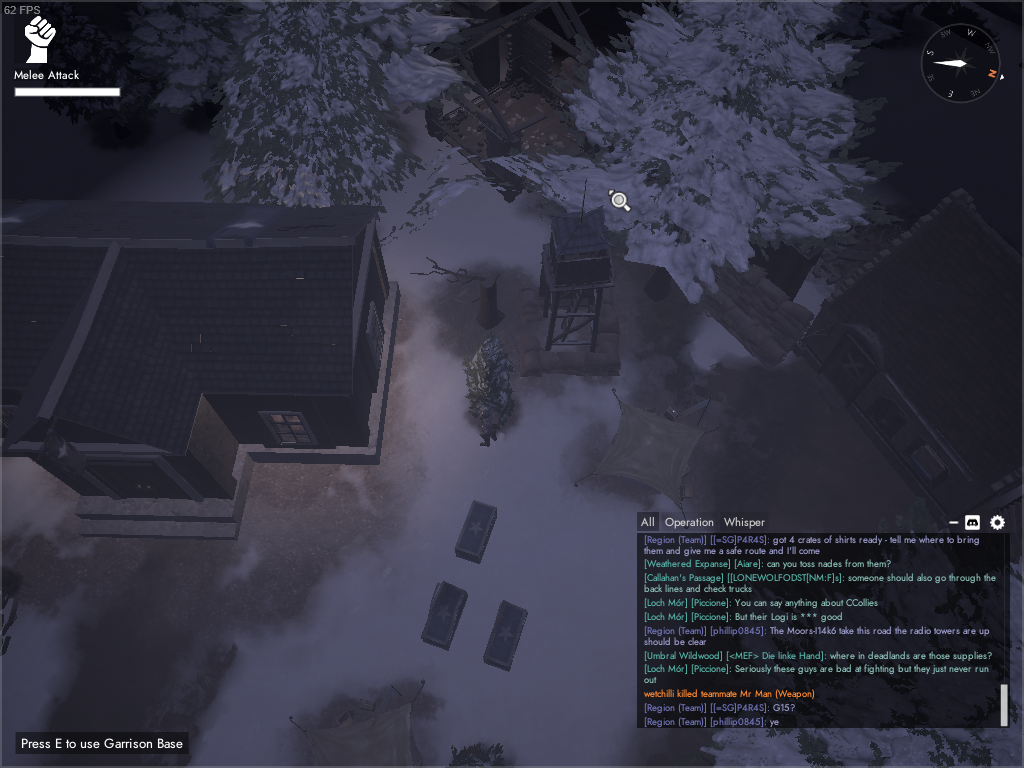 62 FPS
Melee Attack
SW
W
NW
S
N
SE
E
NE
All Operation Whisper
[Region (Team)] [[=SG]P4R4S]: got 4 crates of shirts ready - tell me where to bring
them and give me a safe route and I'll come
[Weathered Expanse] [Aiare]: can you toss nades from them?
[Callahan's Passage] [[LONEWOLFODST[NM:F]s]: someone should also go through the
back lines and check trucks
[Loch Mór] [Piccione]: You can say anything about CCollies
[Loch Mór] [Piccione]: But their Logi is *** good
[Region (Team)] [phillip0845]: The Moors-I14k6 take this road the radio towers are up
should be clear
[Umbral Wildwood] [<MEF> Die linke Hand]: where in deadlands are those supplies?
[Loch Mór] [Piccione]: Seriously these guys are bad at fighting but they just never run
out
wetchilli killed teammate Mr Man (Weapon)
[Region (Team)] [[=SG]P4R4S]: G15?
[Region (Team)] [phillip0845]: ye
Press E to use Garrison Base